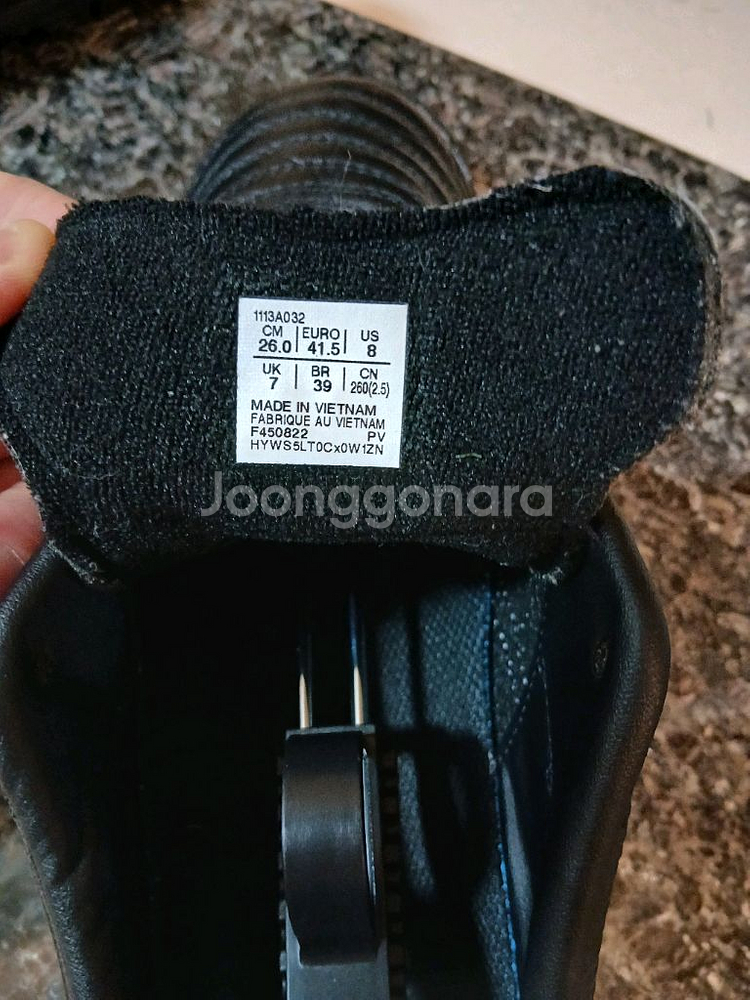 1113A032
CM | EURO | US
26.0 | 41.5 | 8
UK | BR | CN
7 | 39 | 260(2.5)
MADE IN VIETNAM
FABRIQUE AU VIETNAM
F450822 PV
HYWS5LT0Cx0W1ZN
Joonggonara